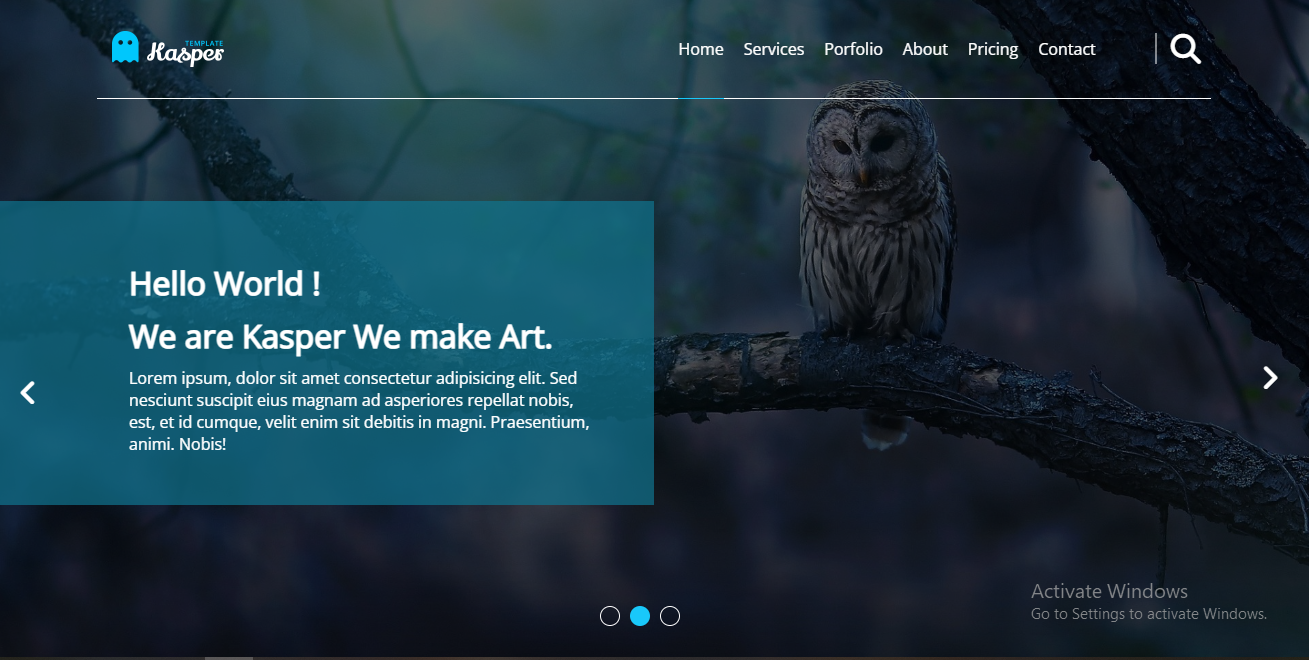 TEMPLATE
Kasper
Home Services Porfolio About Pricing Contact
Hello World !
We are Kasper We make Art.
Lorem ipsum, dolor sit amet consectetur adipisicing elit. Sed
nesciunt suscipit eius magnam ad asperiores repellat nobis,
est, et id cumque, velit enim sit debitis in magni. Praesentium,
animi. Nobis!
Activate Windows
Go to Settings to activate Windows.